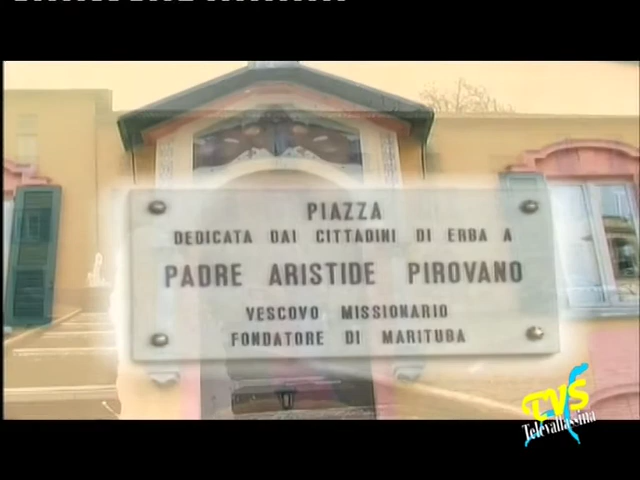 PIAZZA
DEDICATA DAI CITTADINI DI ERBA A
PADRE ARISTIDE PIROVANO
VESCOVO MISSIONARIO
FONDATORE DI MARITUBA
TVS
Televallassina